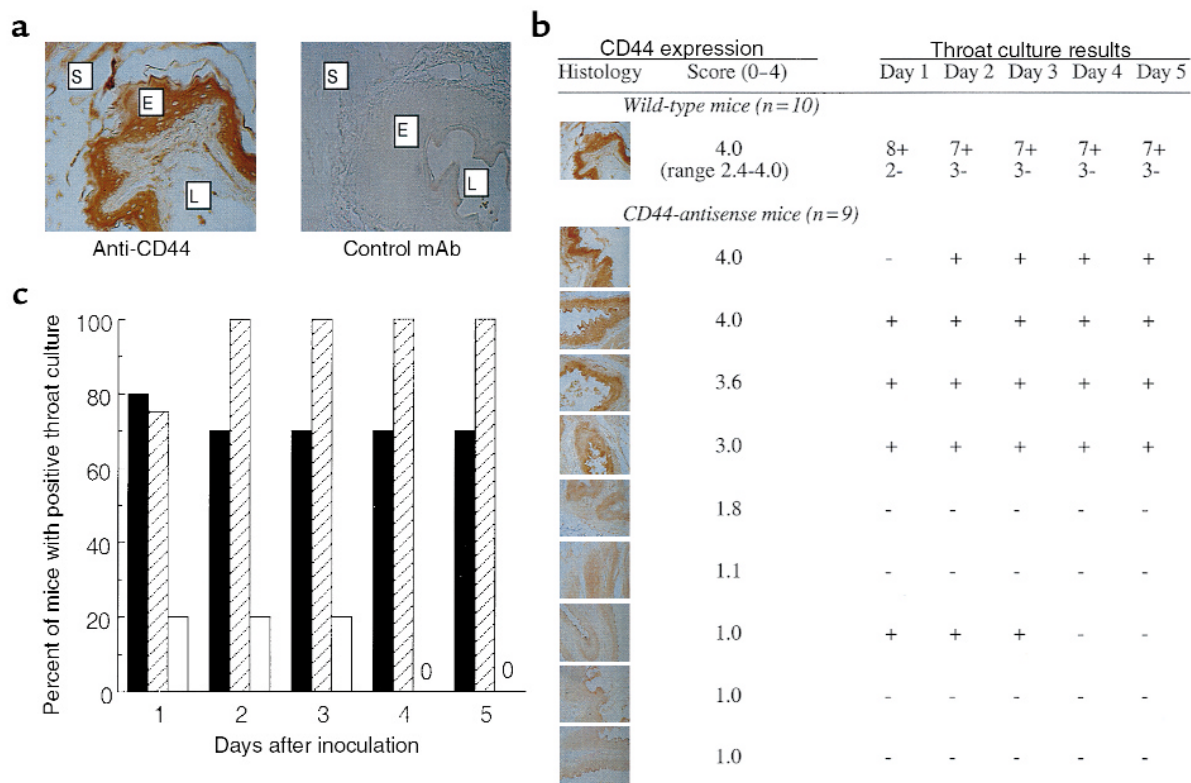 a
S
E
L
Anti-CD44
S
E
L
Control mAb
b
CD44 expression Throat culture results
Histology Score (0–4) Day 1 Day 2 Day 3 Day 4 Day 5
Wild-type mice (n=10)
4.0 8+ 7+ 7+ 7+ 7+
(range 2.4-4.0) 2- 3- 3- 3- 3-
CD44-antisense mice (n=9)
4.0 - + + + +
4.0 + + + + +
3.6 + + + + +
3.0 + + + + +
1.8 - - - - -
1.1 - - - - -
1.0 + + + - -
1.0 - - - - -
1.0 - - - - -
c
Percent of mice with positive throat culture
100
80
60
40
20
0
0 0
1 2 3 4 5
Days after inoculation